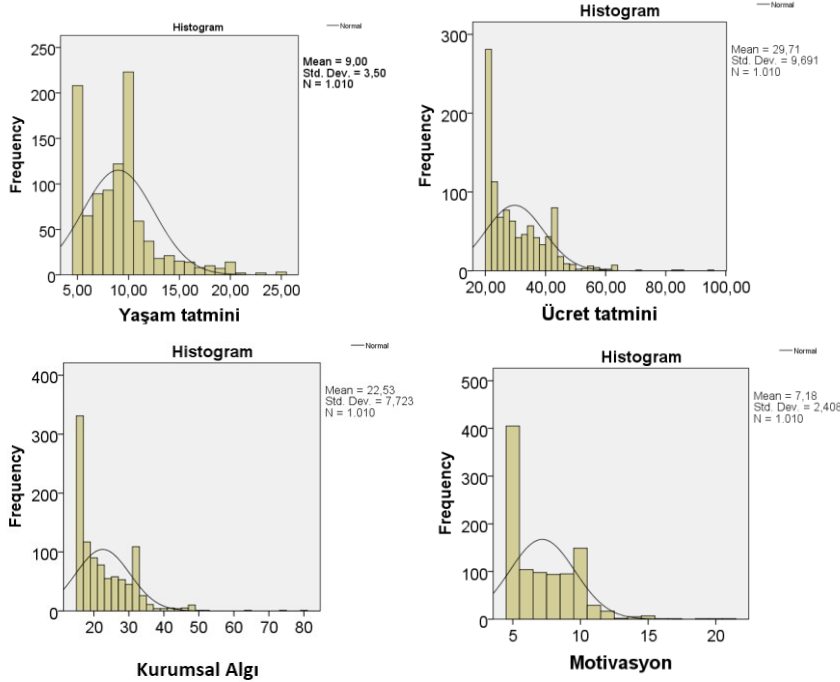 Histogram
Normal
Mean = 9,00
Std. Dev. = 3,50
N = 1.010
Frequency
250
200
150
100
50
0
5,00 10,00 15,00 20,00 25,00
Yaşam tatmini
Histogram
Normal
Mean = 29,71
Std. Dev. = 9,691
N = 1.010
Frequency
300
200
100
0
20,00 40,00 60,00 80,00 100,00
Ücret tatmini
Histogram
Normal
Mean = 22,53
Std. Dev. = 7,723
N = 1.010
Frequency
400
300
200
100
0
20 30 40 50 60 70 80
Kurumsal Algı
Histogram
Normal
Mean = 7,18
Std. Dev. = 2,408
N = 1.010
Frequency
500
400
300
200
100
0
5 10 15 20
Motivasyon